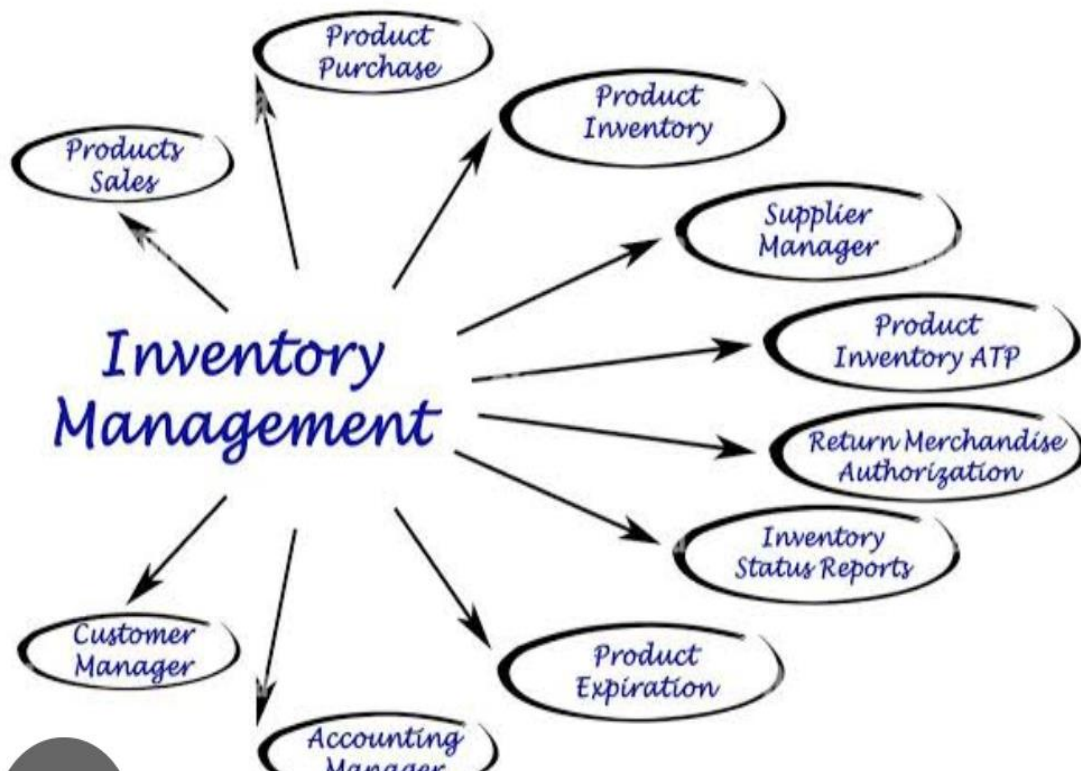 Product
Purchase
Product
Inventory
Products
Sales
Supplier
Manager
Inventory
Management
Product
Inventory ATP
Return Merchandise
Authorization
Inventory
Status Reports
Customer
Manager
Product
Expiration
Accounting
Manager